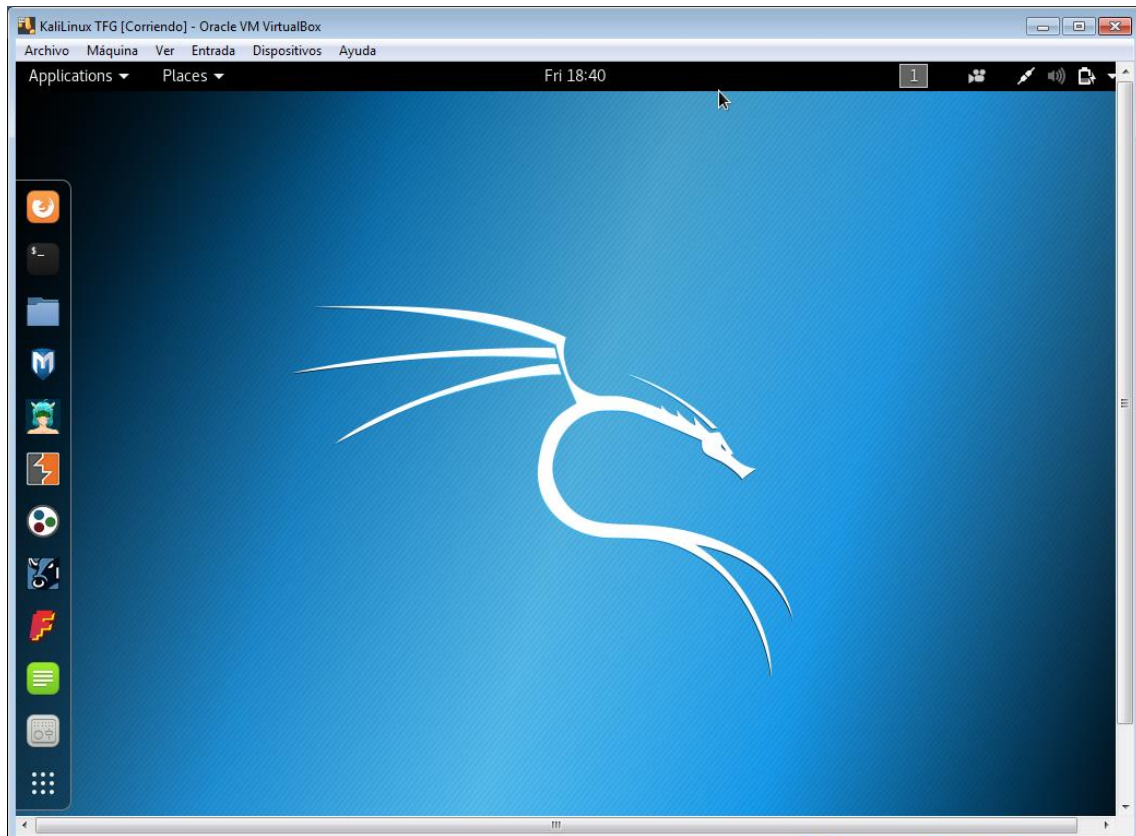 KaliLinux TFG [Corriendo] - Oracle VM VirtualBox
Archivo Máquina Ver Entrada Dispositivos Ayuda
Applications Places Fri 18:40 1
$_